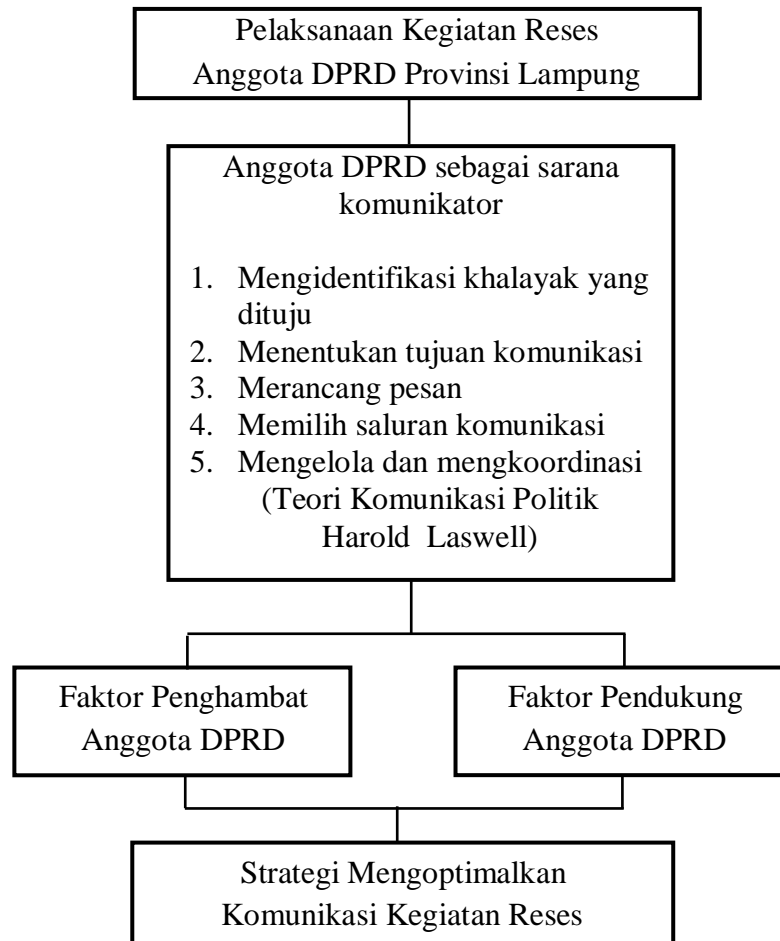 Pelaksanaan Kegiatan Reses
Anggota DPRD Provinsi Lampung
Anggota DPRD sebagai sarana
komunikator
1. Mengidentifikasi khalayak yang
dituju
2. Menentukan tujuan komunikasi
3. Merancang pesan
4. Memilih saluran komunikasi
5. Mengelola dan mengkoordinasi
(Teori Komunikasi Politik
Harold Laswell)
Faktor Penghambat
Anggota DPRD
Faktor Pendukung
Anggota DPRD
Strategi Mengoptimalkan
Komunikasi Kegiatan Reses